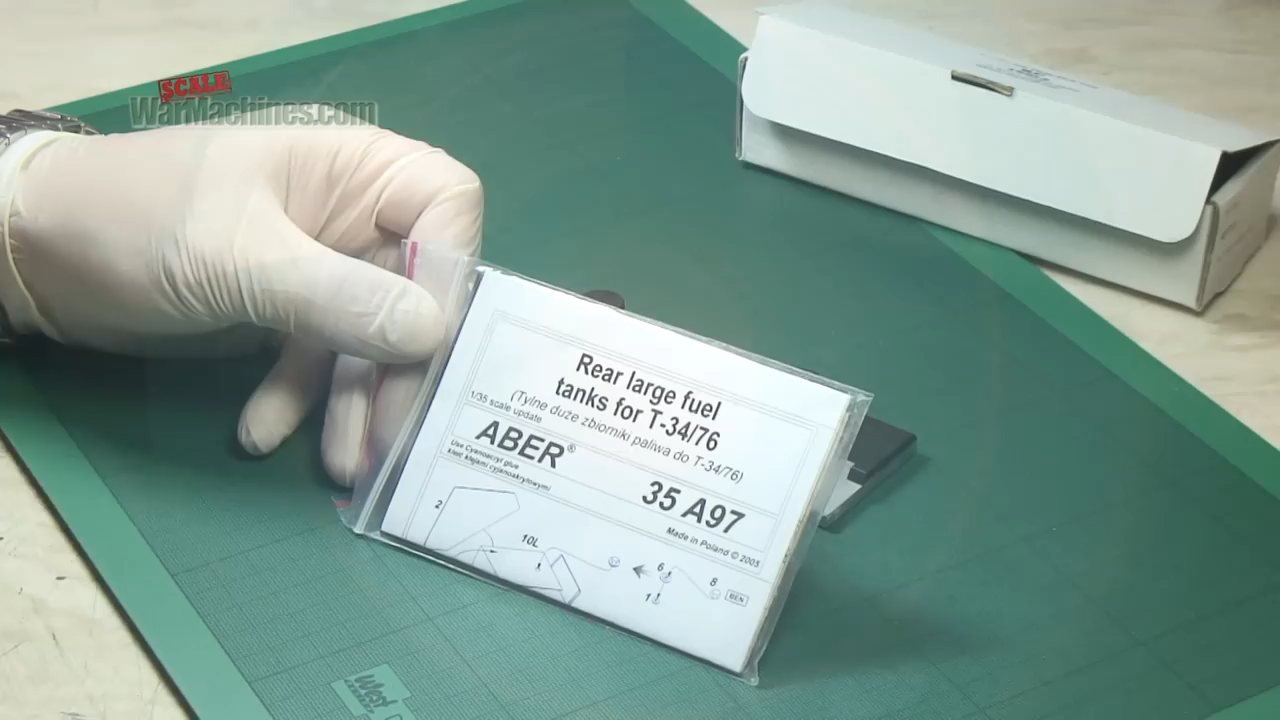 SCALE
WarMachines.com
Rear large fuel
tanks for T-34/76
(Tylne duże zbiorniki paliwa do T-34/76)
1/35 scale update
ABER®
35 A97
Use Cyanoacryl glue
kleić klejami cyjanoakrylowymi
Made in Poland © 2005
2
10L
1
6
8
1
BEN
West